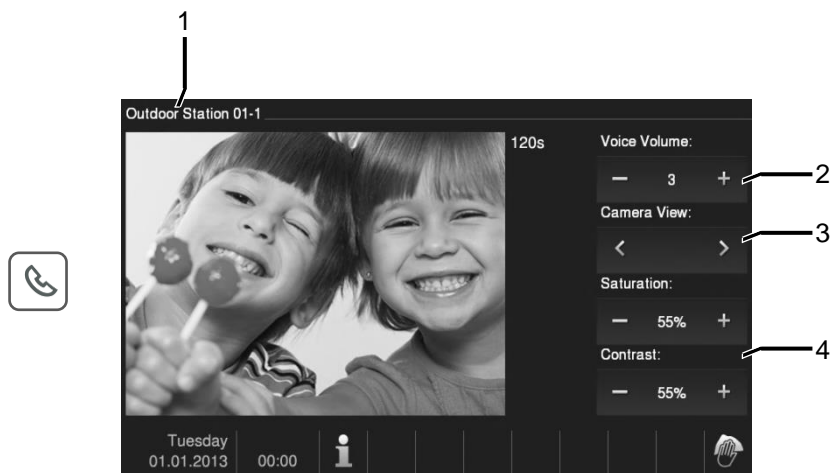 1
Outdoor Station 01-1
120s
Voice Volume:
− 3 +
2
Camera View:
< >
3
Saturation:
− 55% +
Contrast:
4
− 55% +
Tuesday
01.01.2013
00:00
i